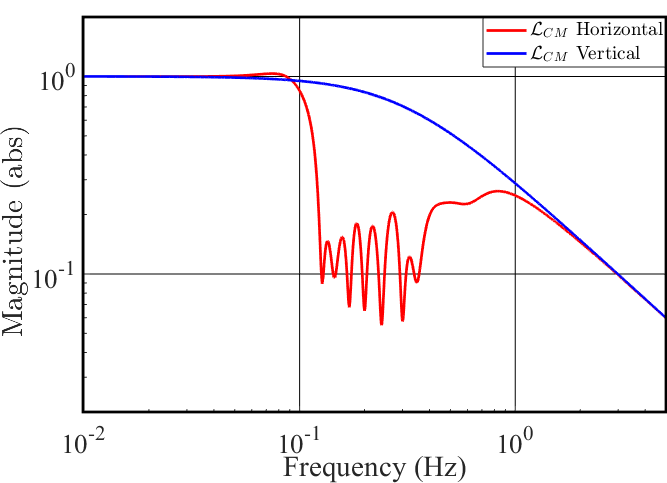 ℒ_CM Horizontal
ℒ_CM Vertical
Magnitude (abs)
10^0
10^-1
10^-2 10^-1 10^0
Frequency (Hz)